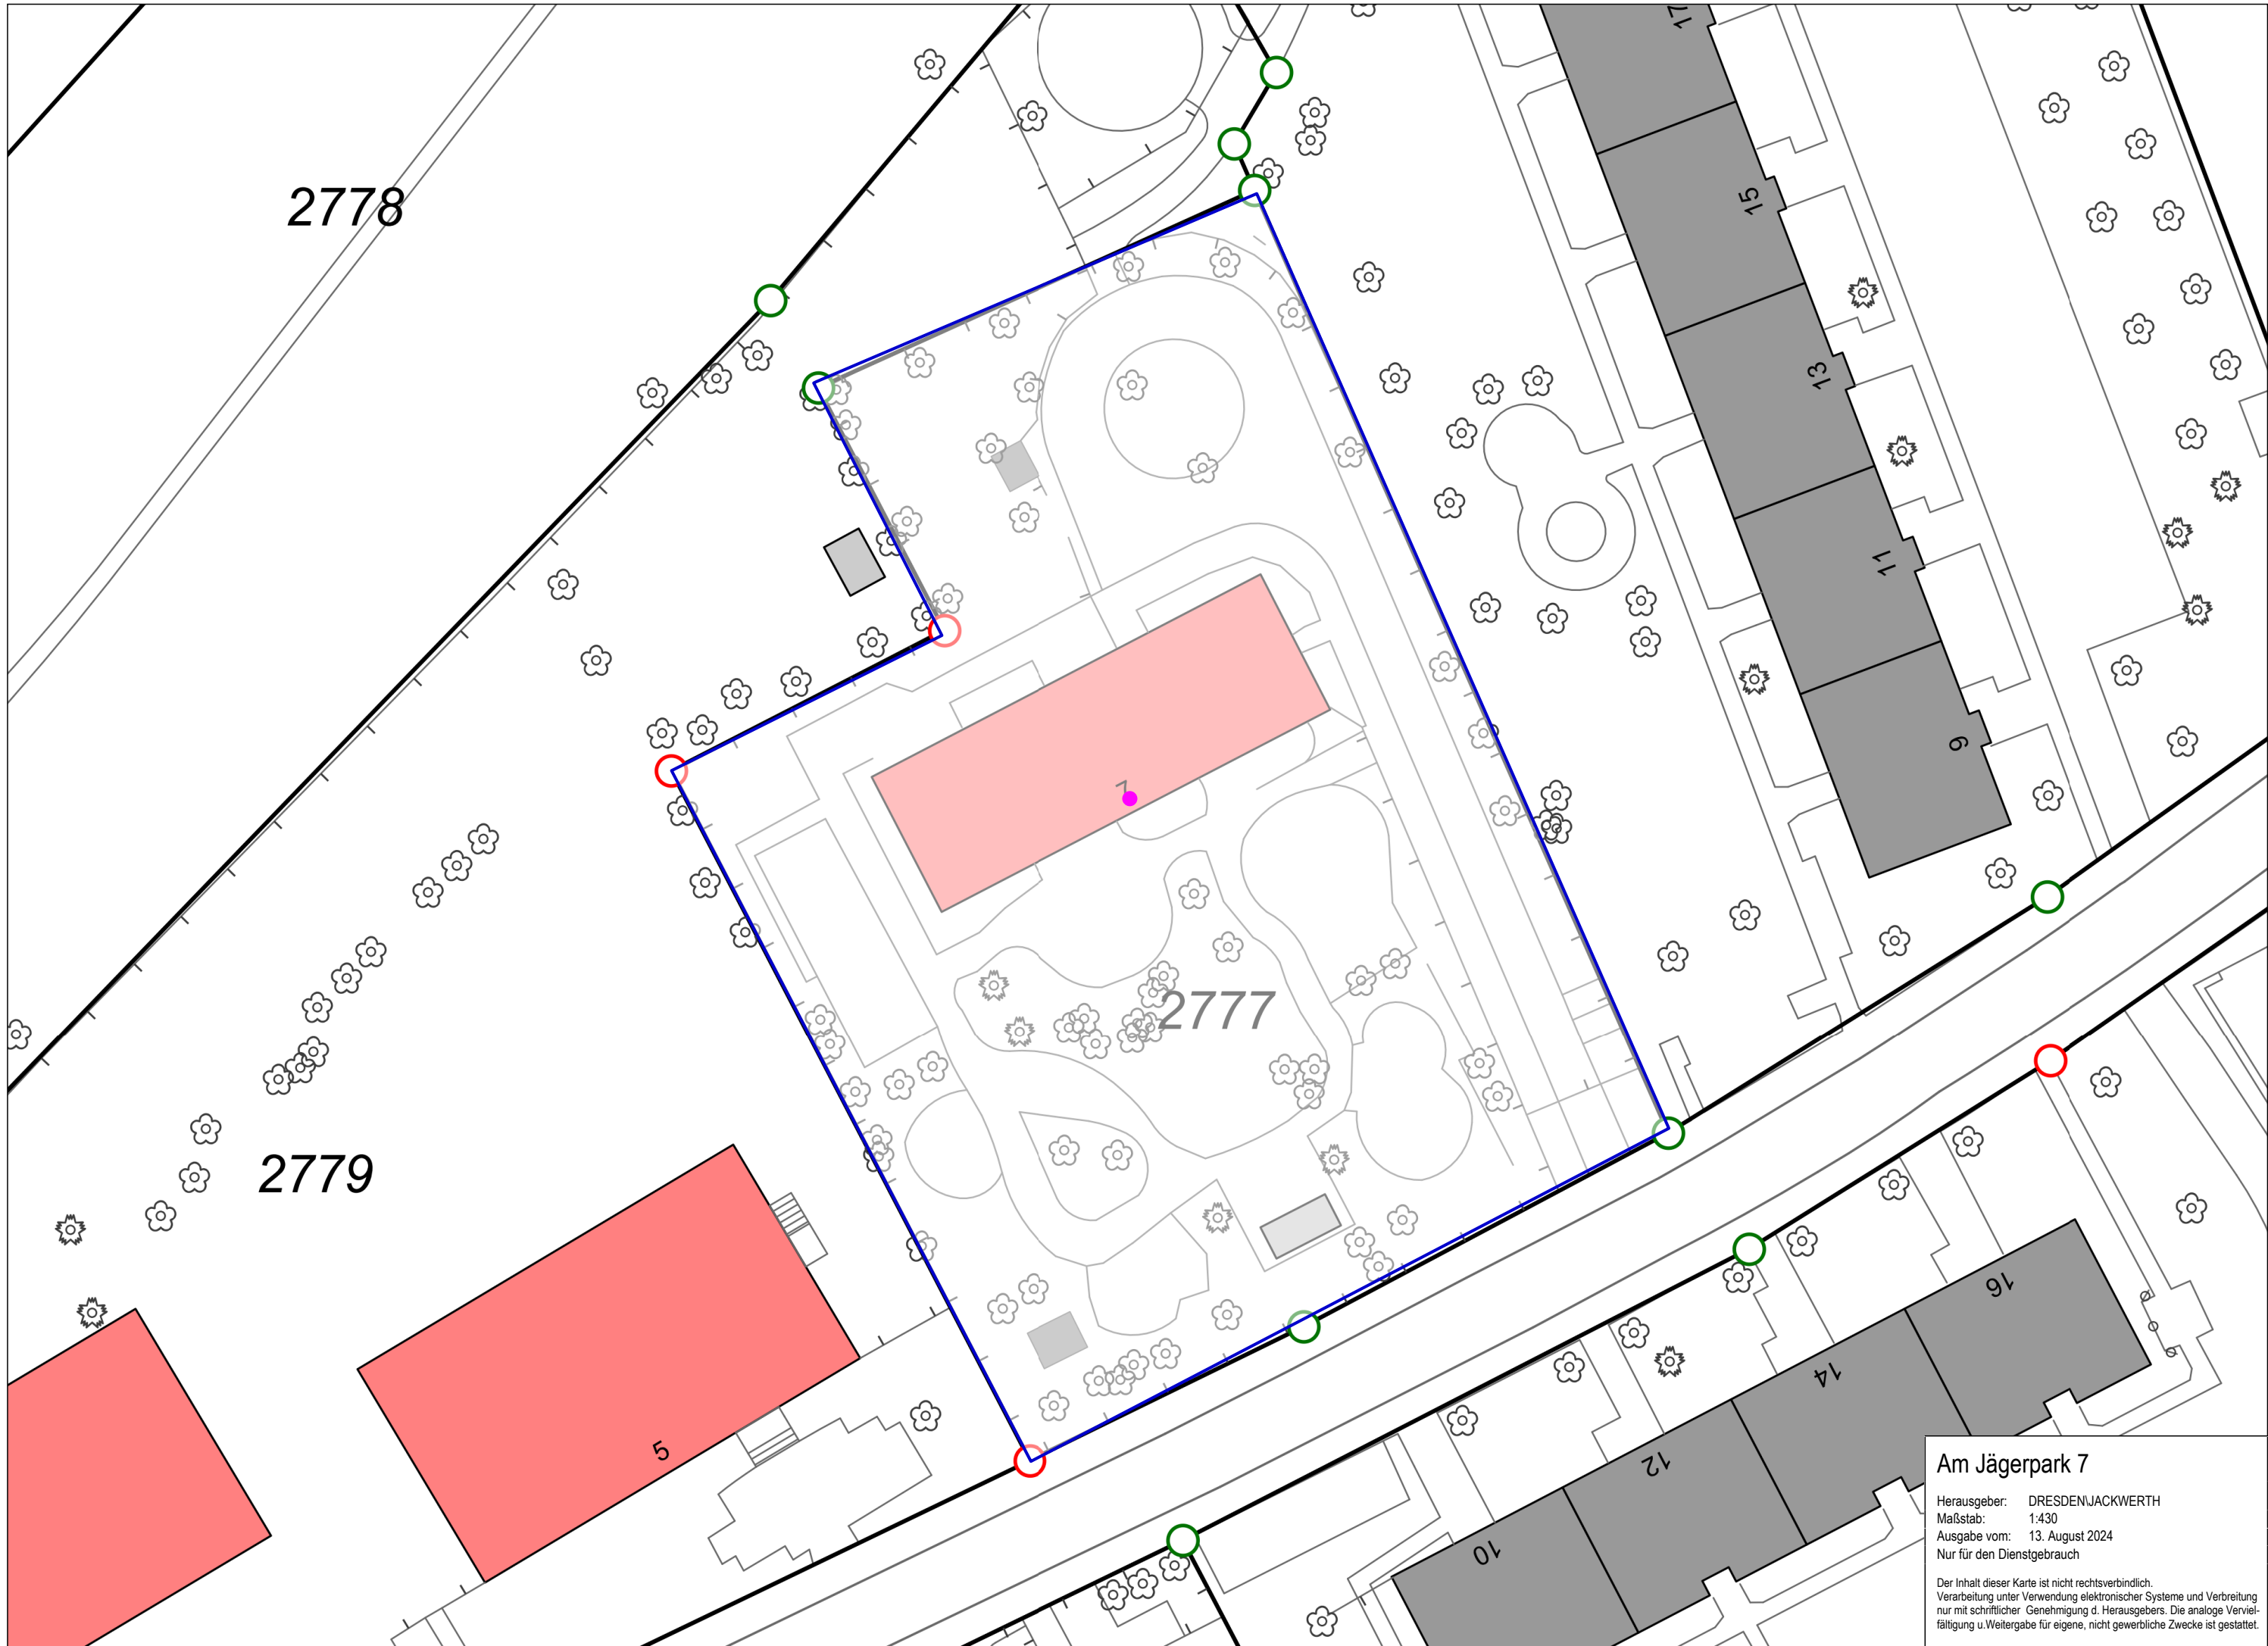 17
2778
15
13
11
9
7
2777
2779
5
16
14
12
10
Am Jägerpark 7
Herausgeber: DRESDEN\JACKWERTH
Maßstab: 1:430
Ausgabe vom: 13. August 2024
Nur für den Dienstgebrauch
Der Inhalt dieser Karte ist nicht rechtsverbindlich.
Verarbeitung unter Verwendung elektronischer Systeme und Verbreitung
nur mit schriftlicher Genehmigung d. Herausgebers. Die analoge Verviel-
fältigung u.Weitergabe für eigene, nicht gewerbliche Zwecke ist gestattet.